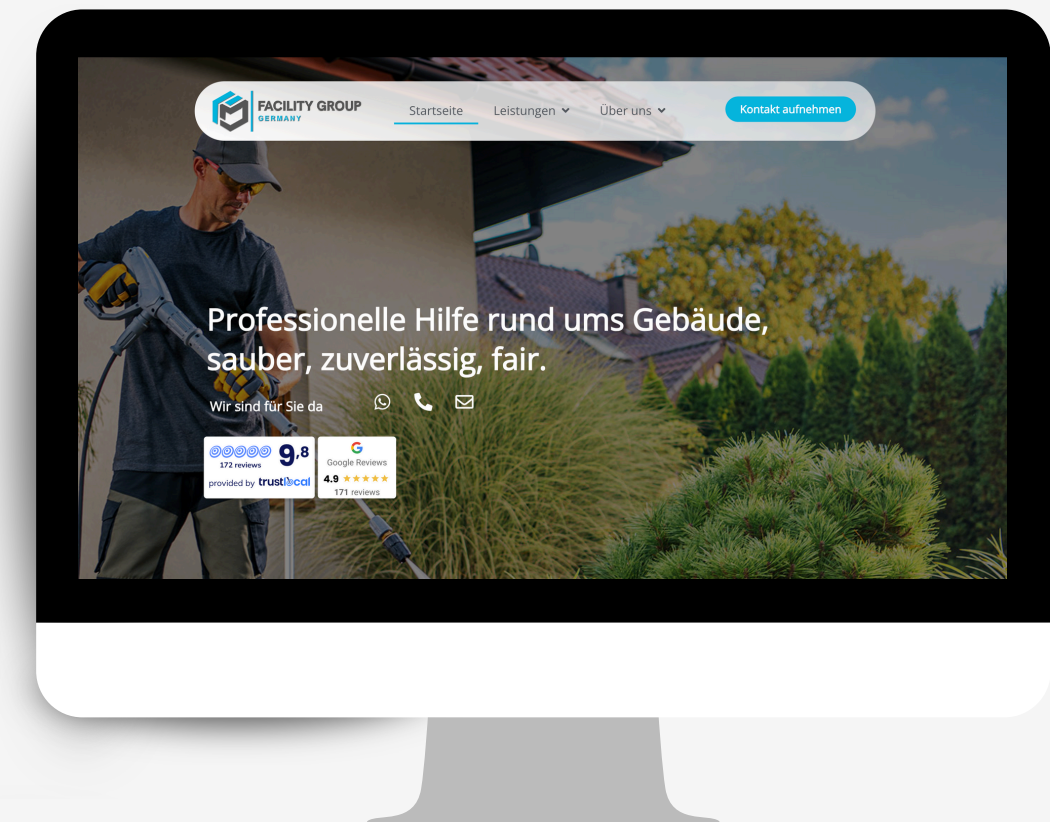 FACILITY GROUP
GERMANY
Startseite
Leistungen
Über uns
Kontakt aufnehmen
Professionelle Hilfe rund ums Gebäude,
sauber, zuverlässig, fair.
Wir sind für Sie da
9,8
172 reviews
provided by trustlocal
Google Reviews
4.9
171 reviews